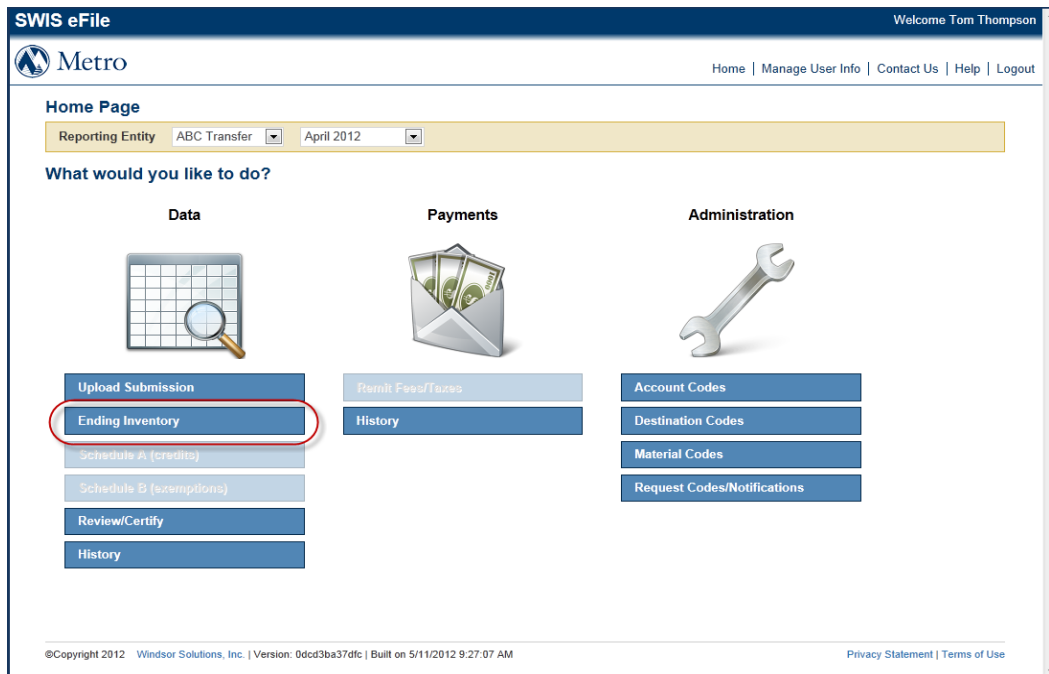 SWIS eFile
Welcome Tom Thompson
Metro
Home | Manage User Info | Contact Us | Help | Logout
Home Page
Reporting Entity ABC Transfer April 2012
What would you like to do?
Data
Payments
Administration
Upload Submission
Remit Fees/Taxes
Account Codes
Ending Inventory
History
Destination Codes
Schedule A (credits)
Material Codes
Schedule B (exemptions)
Request Codes/Notifications
Review/Certify
History
©Copyright 2012 Windsor Solutions, Inc. | Version: 0dcd3ba37dfc | Built on 5/11/2012 9:27:07 AM
Privacy Statement | Terms of Use